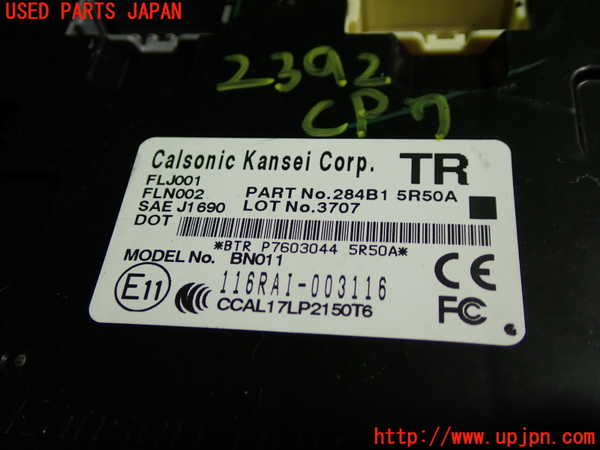 USED PARTS JAPAN
2392
CP7
Calsonic Kansei Corp. TR
FLJ001
FLN002 PART No.284B1 5R50A
SAE J1690 LOT No.3707
DOT
*BTR P7603044 5R50A*
MODEL No. BN011
E11 116RAI-003116 CE
CCAL17LP2150T6 FC
http://www.upjpn.com